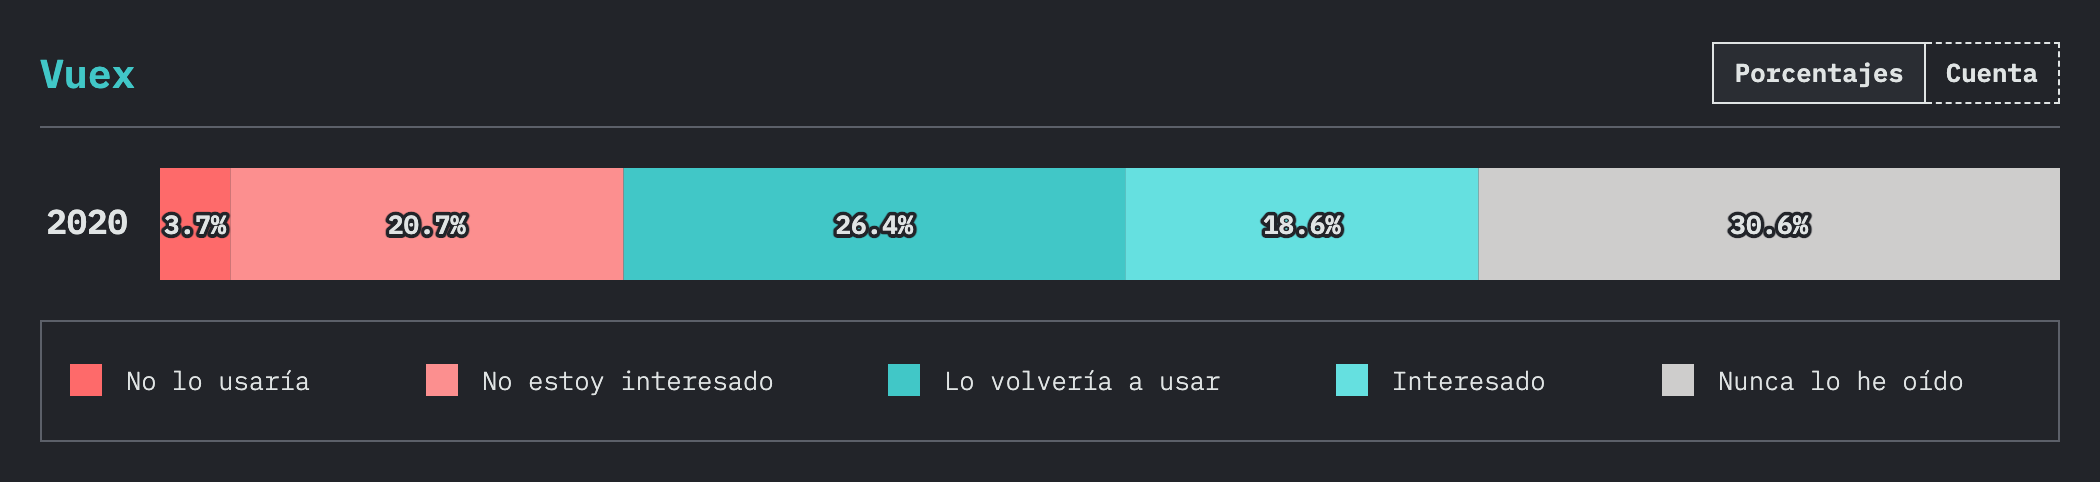 Vuex
Porcentajes Cuenta
2020 3.7% 20.7% 26.4% 18.6% 30.6%
No lo usaría No estoy interesado Lo volvería a usar Interesado Nunca lo he oído